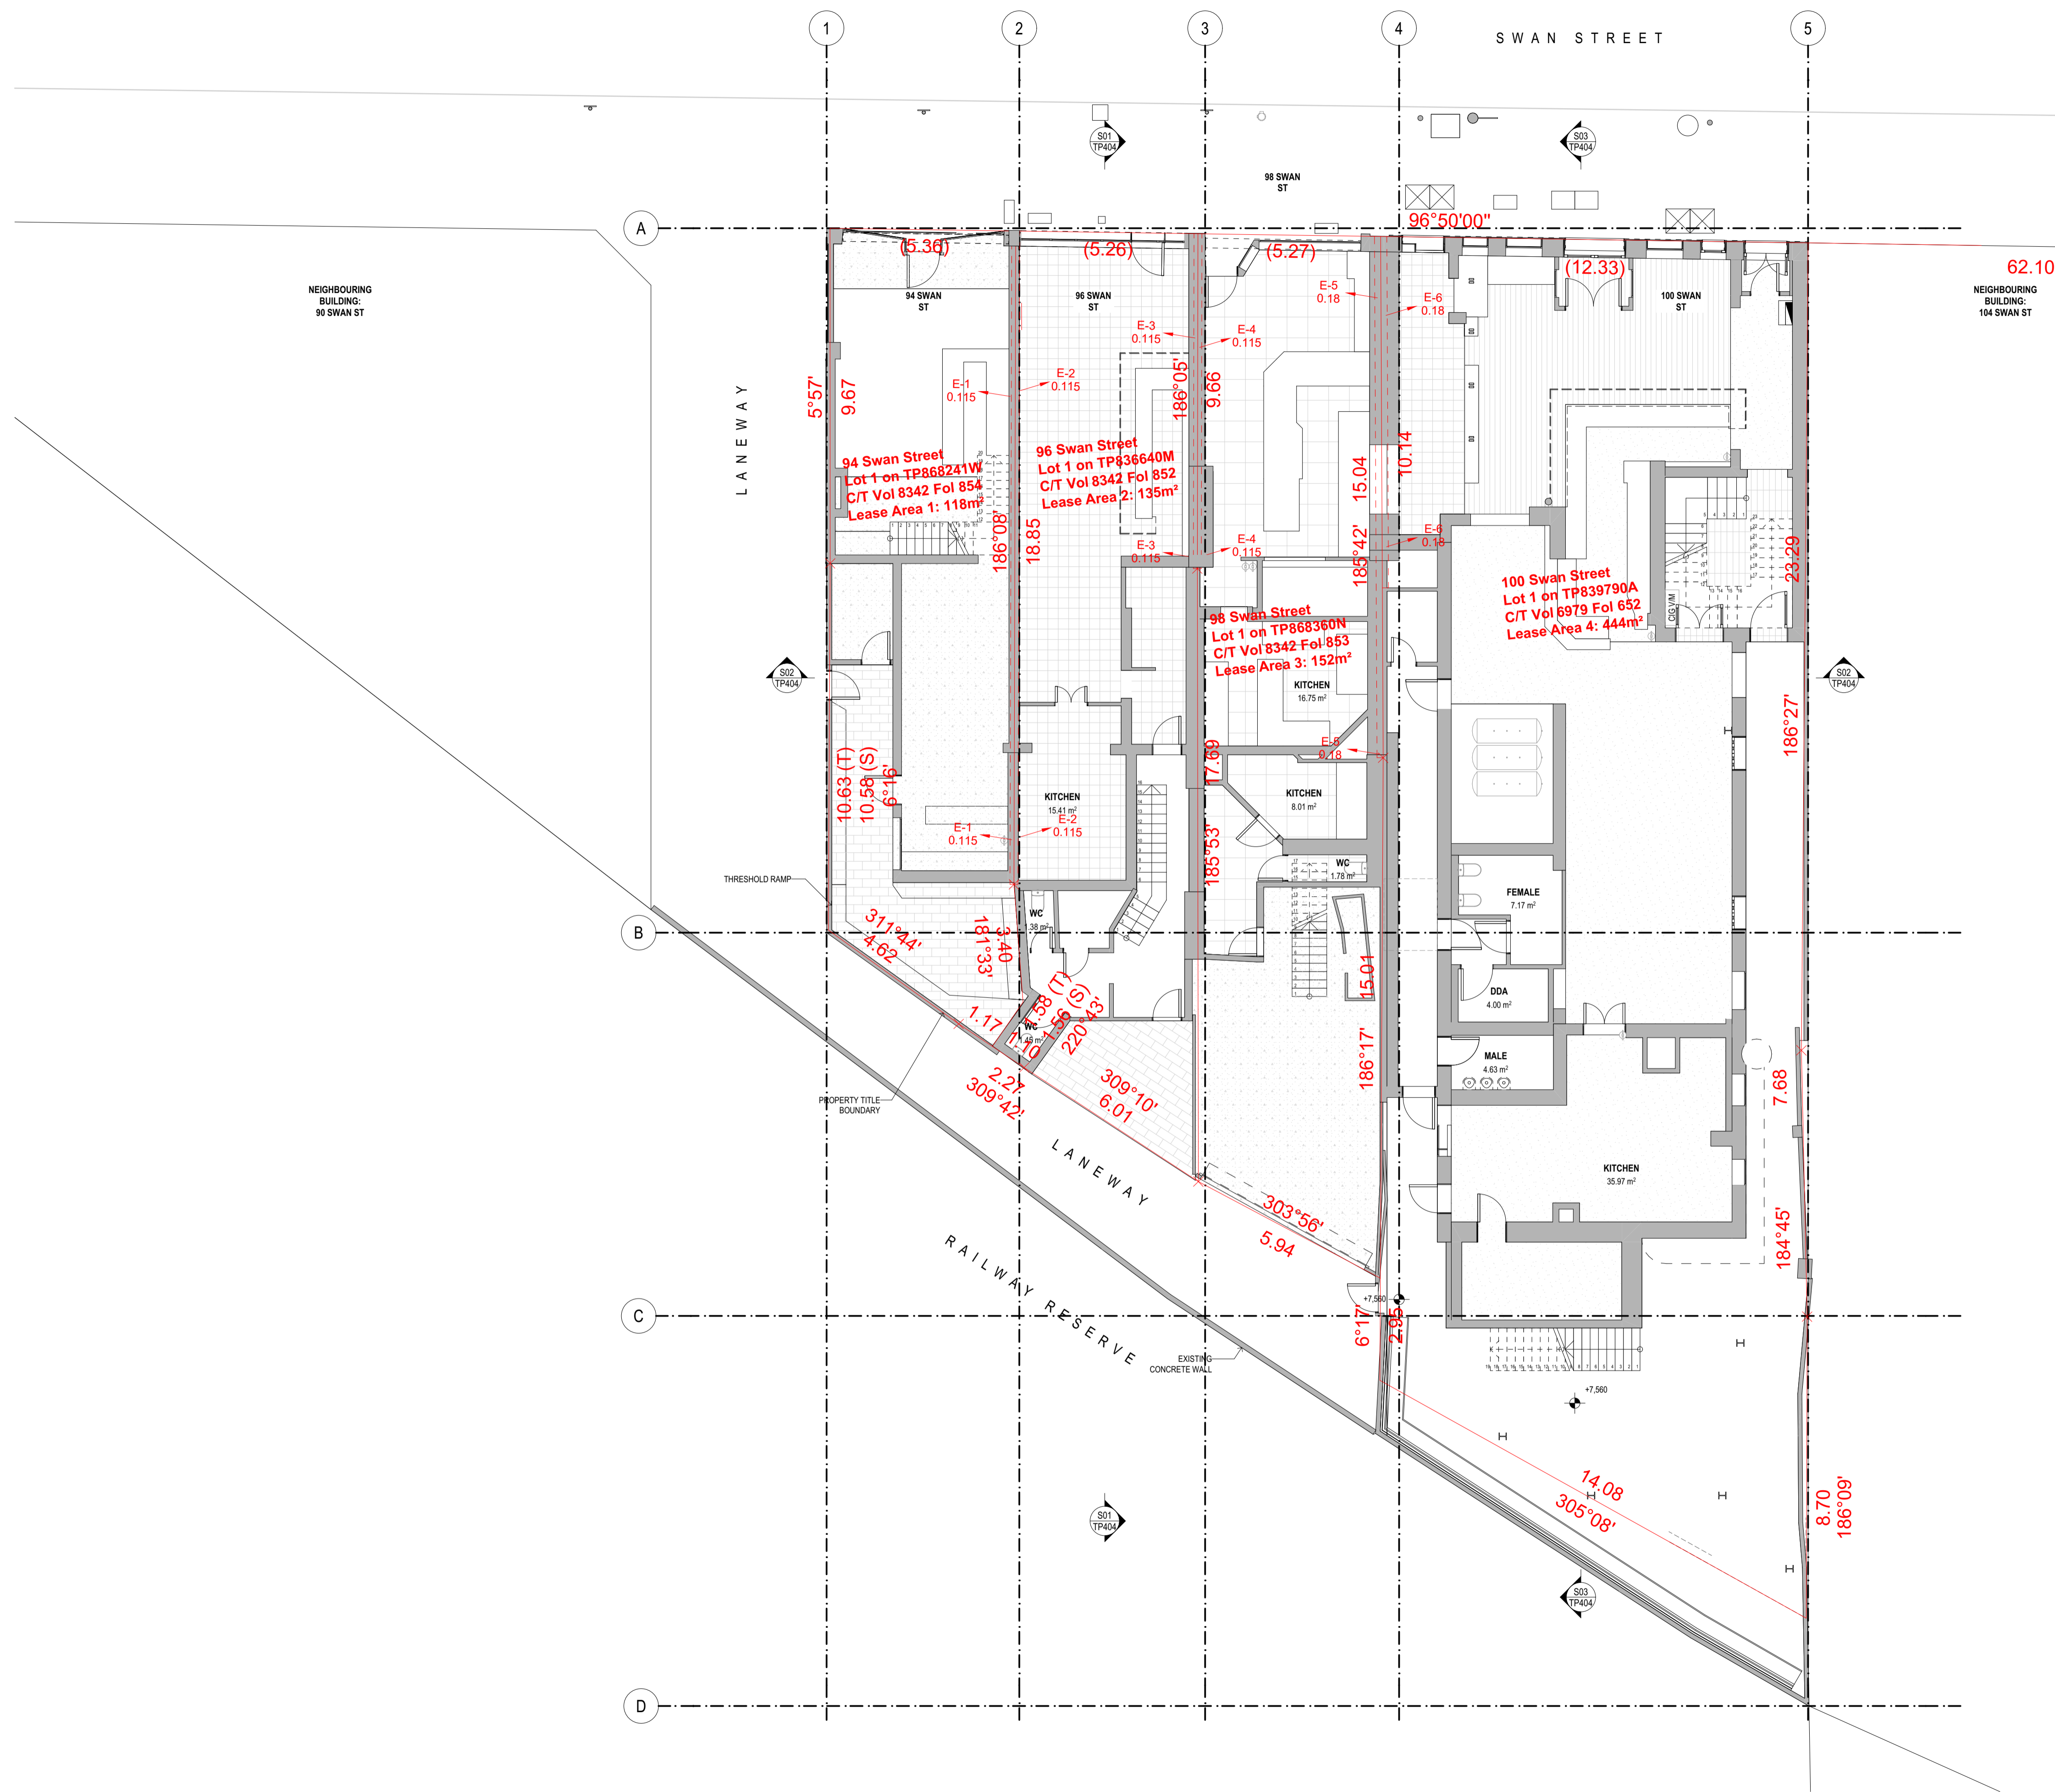 1
2
3
4
5
SWAN STREET
S01
TP404
S03
TP404
98 SWAN
ST
A
96°50'00"
(5.36)
(5.26)
(5.27)
(12.33)
62.10
NEIGHBOURING
BUILDING:
90 SWAN ST
94 SWAN
ST
96 SWAN
ST
100 SWAN
ST
NEIGHBOURING
BUILDING:
104 SWAN ST
E-5
0.18
E-6
0.18
E-3
0.115
E-4
0.115
E-1
0.115
E-2
0.115
LANEWAY
5°57'
9.67
186°05'
9.66
94 Swan Street
Lot 1 on TP868241W
C/T Vol 8342 Fol 854
Lease Area 1: 118m²
96 Swan Street
Lot 1 on TP836640M
C/T Vol 8342 Fol 852
Lease Area 2: 135m²
186°08'
18.85
15.04
185°42'
10.14
E-3
0.115
E-4
0.115
E-6
0.18
23.29
100 Swan Street
Lot 1 on TP839790A
C/T Vol 6979 Fol 652
Lease Area 4: 444m²
CIG V/M
98 Swan Street
Lot 1 on TP868360N
C/T Vol 8342 Fol 853
Lease Area 3: 152m²
S02
TP404
S02
TP404
KITCHEN
16.75 m²
186°27'
10.63 (T)
10.58 (S)
6°16'
17.69
0.18
KITCHEN
15.41 m²
KITCHEN
8.01 m²
E-1
0.115
E-2
0.115
185°53'
WC
1.78 m²
THRESHOLD RAMP
FEMALE
7.17 m²
311°44'
4.62
181°33'
3.40
WC
1.38 m²
B
15.01
186°17'
DDA
4.00 m²
1.58 (T)
1.56 (S)
220°43'
1.17
1.10
WC
MALE
4.63 m²
7.68
PROPERTY TITLE
BOUNDARY
2.27
309°42'
309°10'
6.01
LANEWAY
KITCHEN
35.97 m²
303°56'
5.94
184°45'
RAILWAY RESERVE
+7,560
C
6°17'
2.95
EXISTING
CONCRETE WALL
+7,560
14.08
305°08'
8.70
186°09'
S01
TP404
S03
TP404
D